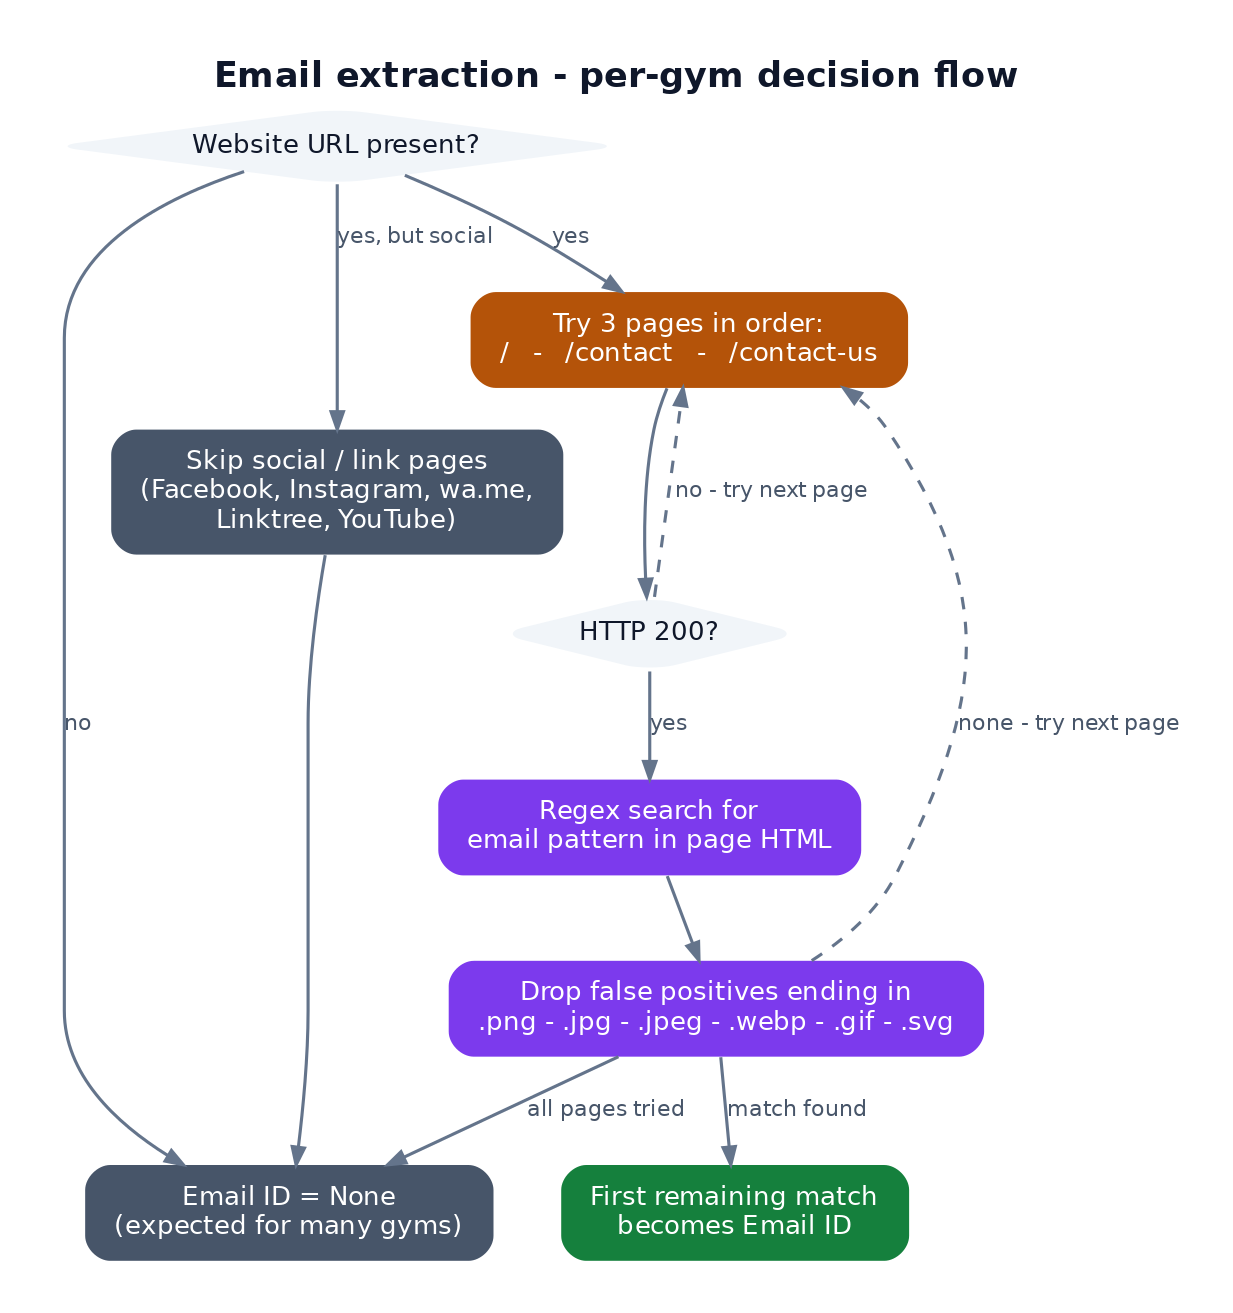 Email extraction - per-gym decision flow
Website URL present?
yes, but social
yes
Try 3 pages in order:
/ - /contact - /contact-us
Skip social / link pages
(Facebook, Instagram, wa.me,
Linktree, YouTube)
no - try next page
HTTP 200?
no
yes
none - try next page
Regex search for
email pattern in page HTML
Drop false positives ending in
.png - .jpg - .jpeg - .webp - .gif - .svg
all pages tried
match found
Email ID = None
(expected for many gyms)
First remaining match
becomes Email ID